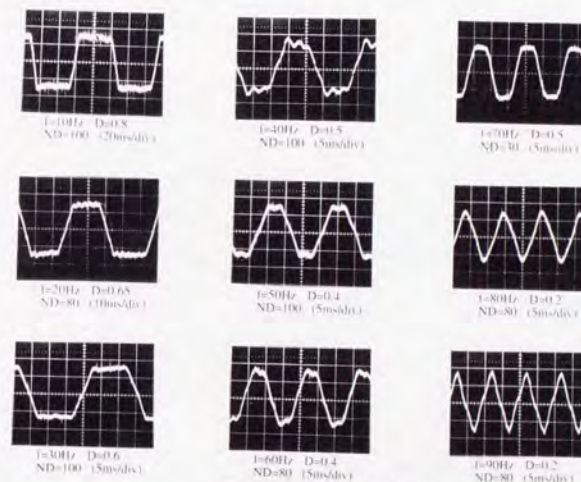 f=10Hz D=0.8
ND=100 (20ms/div)
f=40Hz D=0.5
ND=100 (5ms/div)
f=70Hz D=0.5
ND=30 (5ms/div)
f=20Hz D=0.65
ND=80 (10ms/div)
f=50Hz D=0.4
ND=100 (5ms/div)
f=80Hz D=0.2
ND=80 (5ms/div)
f=30Hz D=0.6
ND=100 (5ms/div)
f=60Hz D=0.4
ND=80 (5ms/div)
f=90Hz D=0.2
ND=80 (5ms/div)